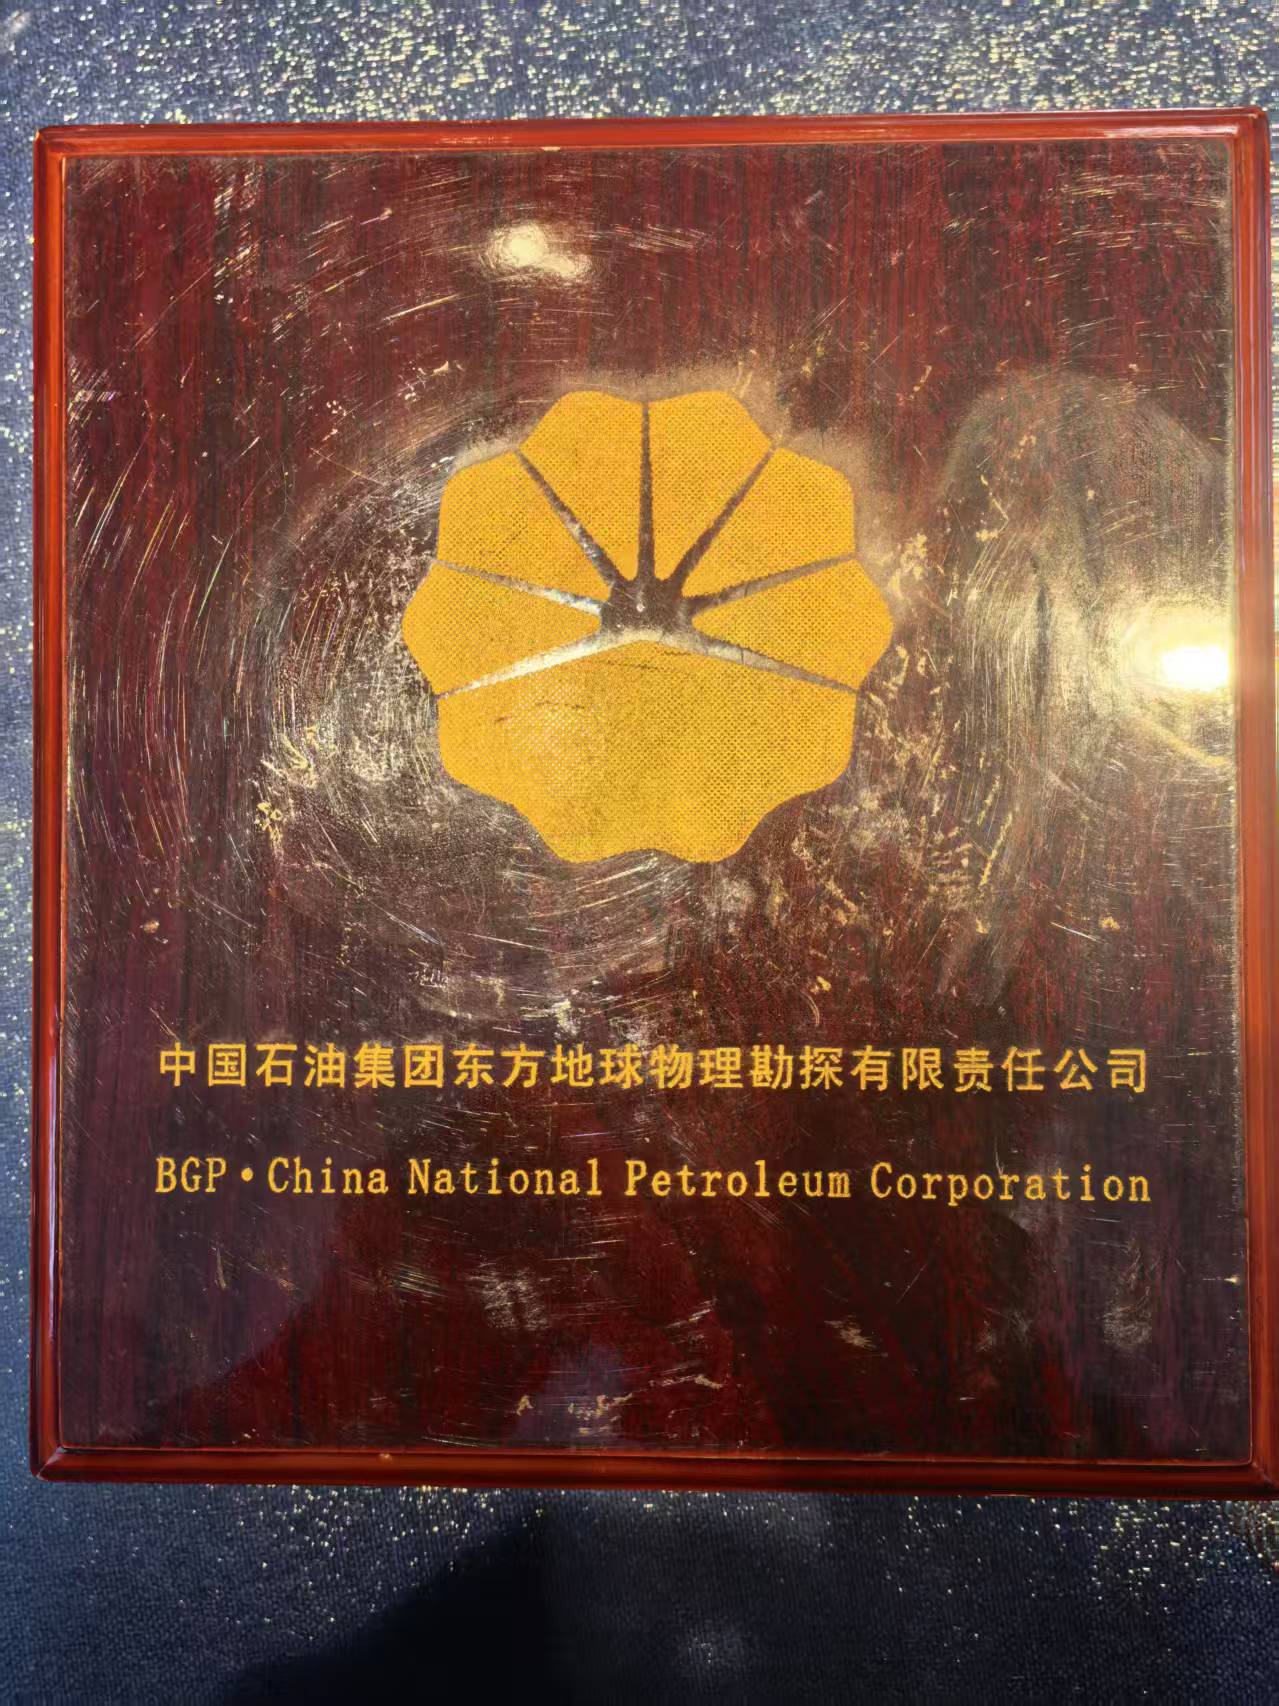 中国石油集团东方地球物理勘探有限责任公司
BGP·China National Petroleum Corporation